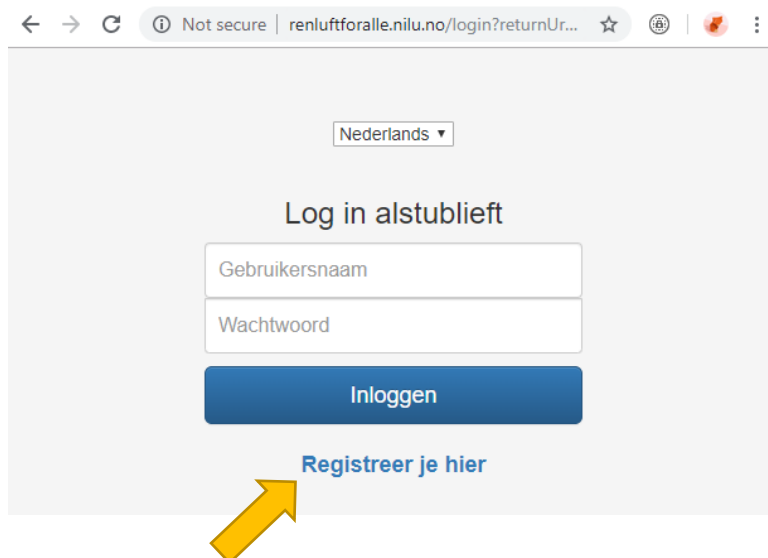 Not secure | renluftforalle.nilu.no/login?returnUr...
Nederlands
Log in alstublieft
Gebruikersnaam
Wachtwoord
Inloggen
Registreer je hier